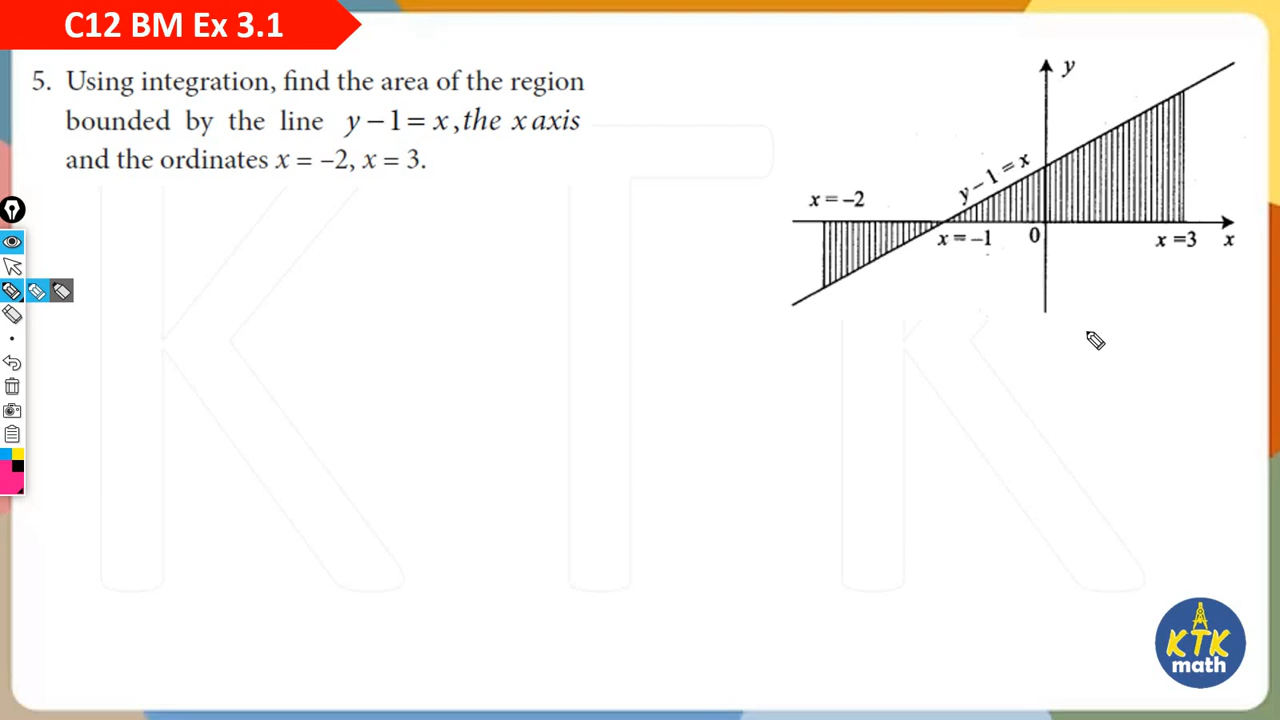 C12 BM Ex 3.1
5. Using integration, find the area of the region
bounded by the line y – 1 = x, the x axis
and the ordinates x = –2, x = 3.
y
y – 1 = x
x = –2
x = –1
0
x =3
x
KTK
KTK
math